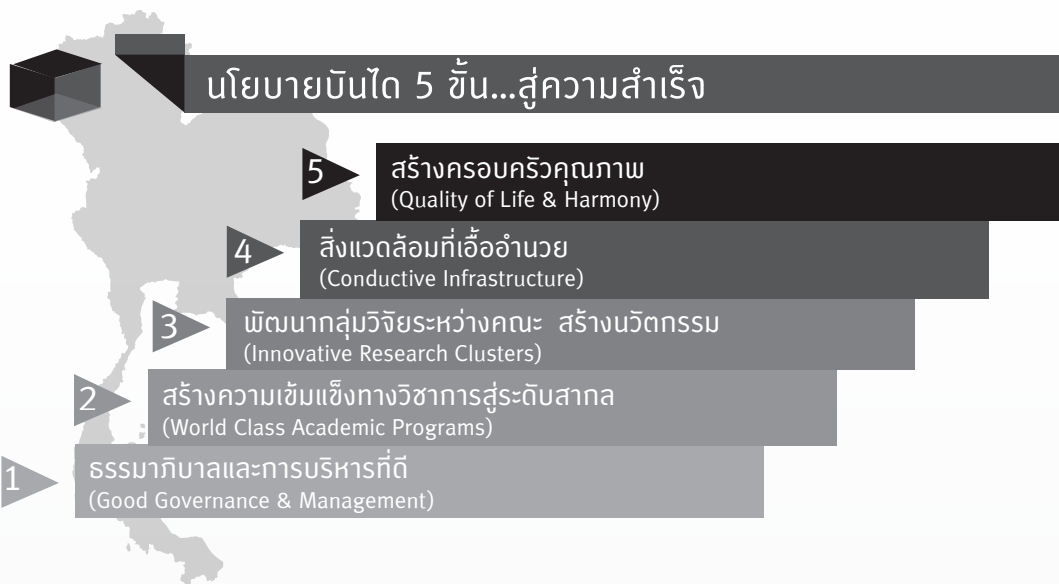 นโยบายบันได 5 ขั้น...สู่ความสำเร็จ
5
สร้างครอบครัวคุณภาพ
(Quality of Life & Harmony)
4
สิ่งแวดล้อมที่เอื้ออำนวย
(Conductive Infrastructure)
3
พัฒนากลุ่มวิจัยระหว่างคณะ สร้างนวัตกรรม
(Innovative Research Clusters)
2
สร้างความเข้มแข็งทางวิชาการสู่ระดับสากล
(World Class Academic Programs)
1
ธรรมาภิบาลและการบริหารที่ดี
(Good Governance & Management)